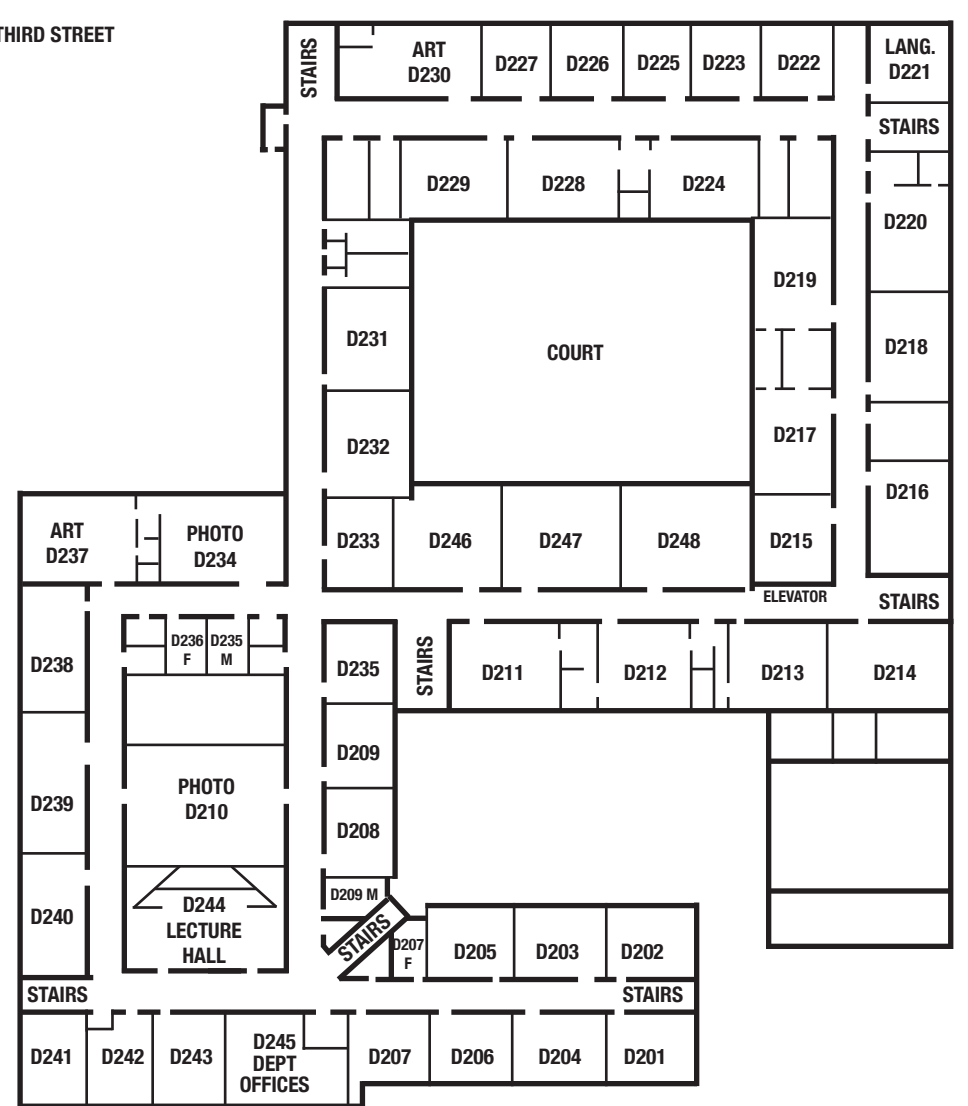 THIRD STREET
STAIRS
ART
D230
D227
D226
D225
D223
D222
LANG.
D221
STAIRS
D229
D228
D224
D220
D219
D231
COURT
D218
D232
D217
D216
ART
D237
PHOTO
D234
D233
D246
D247
D248
D215
ELEVATOR
STAIRS
D238
D236
F
D235
M
D235
STAIRS
D211
D212
D213
D214
D209
D239
PHOTO
D210
D208
D209 M
D240
D244
LECTURE
HALL
STAIRS
D207
F
D205
D203
D202
STAIRS
STAIRS
D241
D242
D243
D245
DEPT
OFFICES
D207
D206
D204
D201